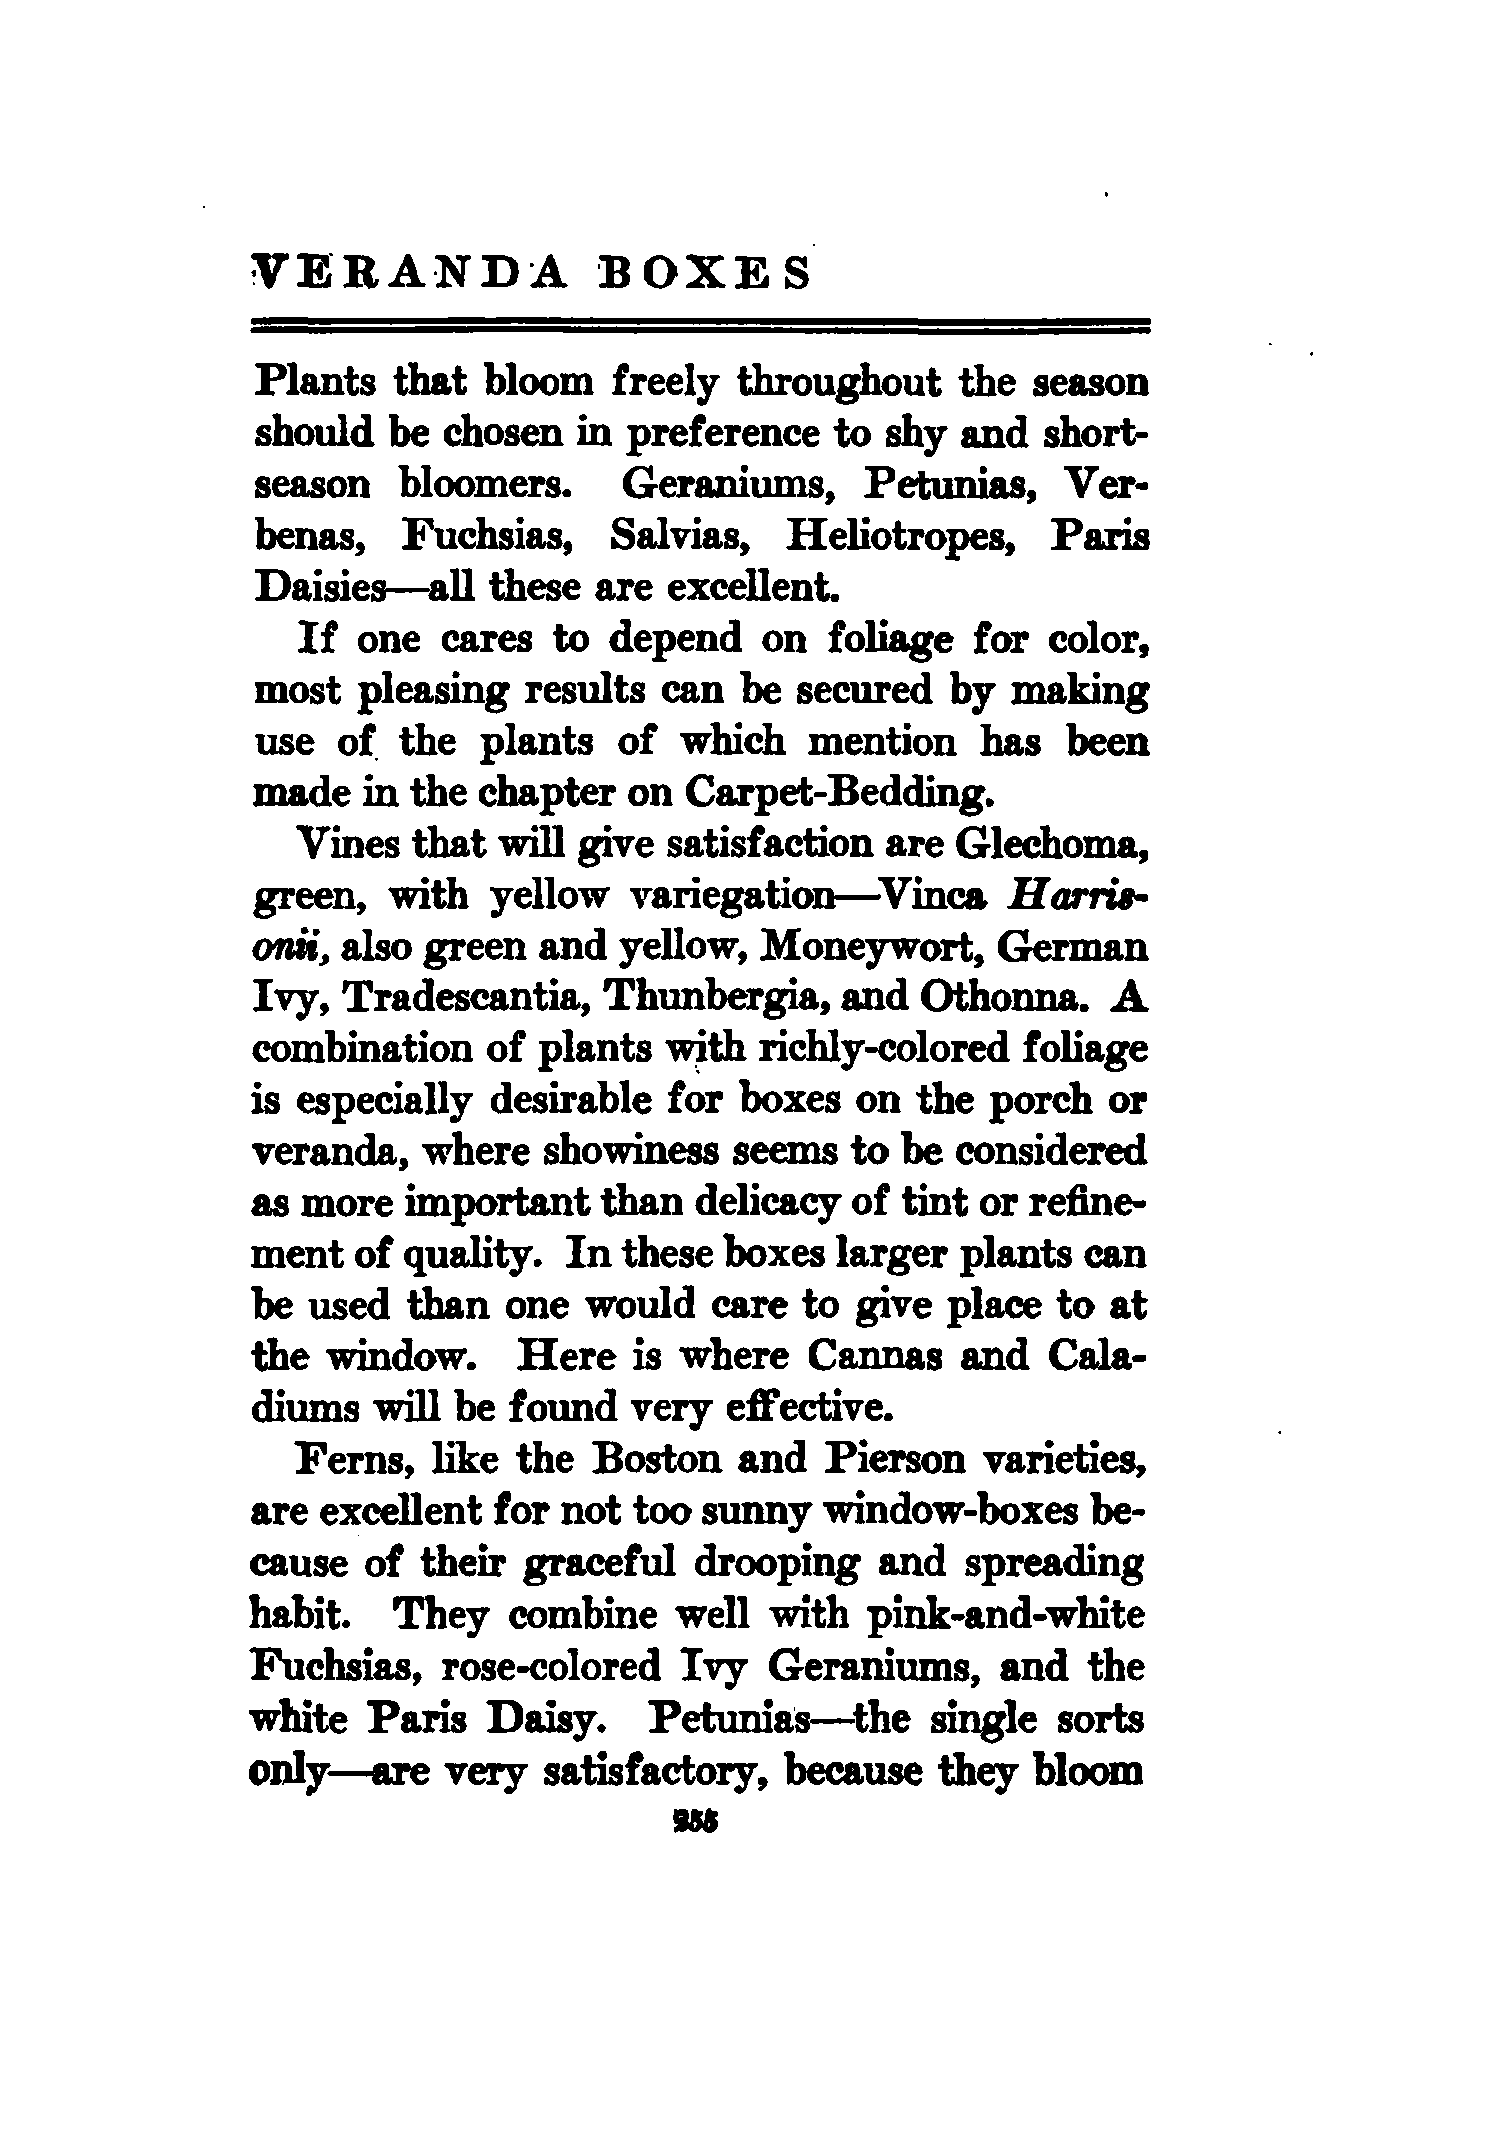 VERANDA BOXES
Plants that bloom freely throughout the season
should be chosen in preference to shy and short-
season bloomers. Geraniums, Petunias, Ver-
benas, Fuchsias, Salvias, Heliotropes, Paris
Daisies—all these are excellent.
If one cares to depend on foliage for color,
most pleasing results can be secured by making
use of the plants of which mention has been
made in the chapter on Carpet-Bedding.
Vines that will give satisfaction are Glechoma,
green, with yellow variegation—Vinca Harris-
onii, also green and yellow, Moneywort, German
Ivy, Tradescantia, Thunbergia, and Othonna. A
combination of plants with richly-colored foliage
is especially desirable for boxes on the porch or
veranda, where showiness seems to be considered
as more important than delicacy of tint or refine-
ment of quality. In these boxes larger plants can
be used than one would care to give place to at
the window. Here is where Cannas and Cala-
diums will be found very effective.
Ferns, like the Boston and Pierson varieties,
are excellent for not too sunny window-boxes be-
cause of their graceful drooping and spreading
habit. They combine well with pink-and-white
Fuchsias, rose-colored Ivy Geraniums, and the
white Paris Daisy. Petunias—the single sorts
only—are very satisfactory, because they bloom
255